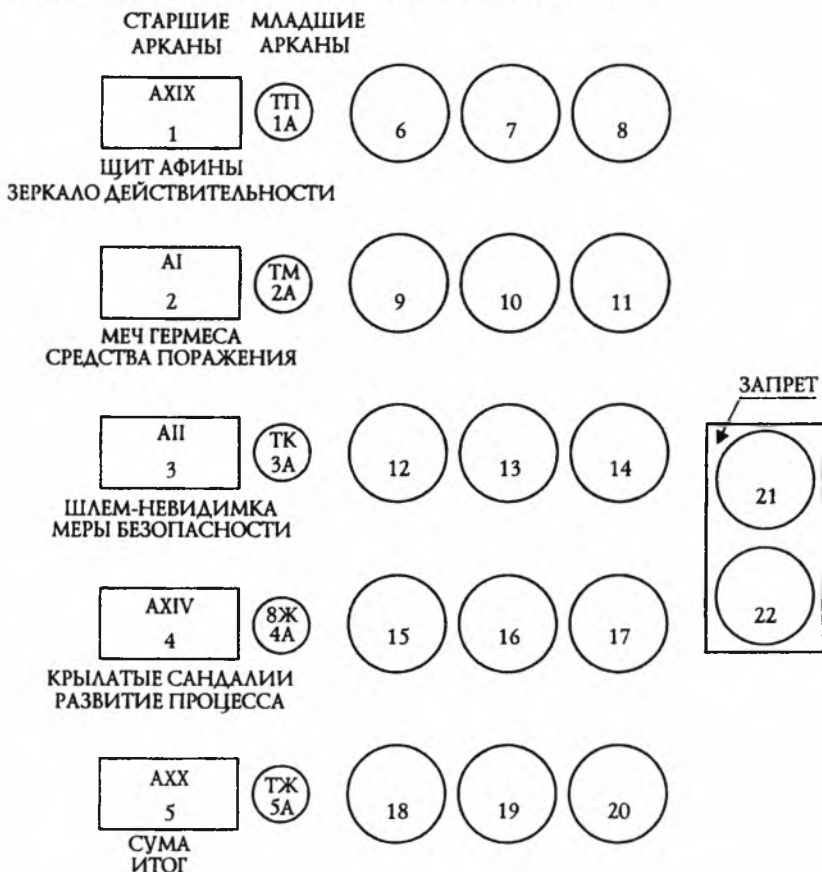 СТАРШИЕ МЛАДШИЕ
АРКАНЫ АРКАНЫ
AXIX ТП
1 1А 6 7 8
ЩИТ АФИНЫ
ЗЕРКАЛО ДЕЙСТВИТЕЛЬНОСТИ
AI ТМ
2 2А 9 10 11
МЕЧ ГЕРМЕСА
СРЕДСТВА ПОРАЖЕНИЯ
ЗАПРЕТ
AII ТК
3 3А 12 13 14
21
ШЛЕМ-НЕВИДИМКА
МЕРЫ БЕЗОПАСНОСТИ
AXIV 8Ж
4 4А 15 16 17
22
КРЫЛАТЫЕ САНДАЛИИ
РАЗВИТИЕ ПРОЦЕССА
AXX ТЖ
5 5А 18 19 20
СУМА
ИТОГ